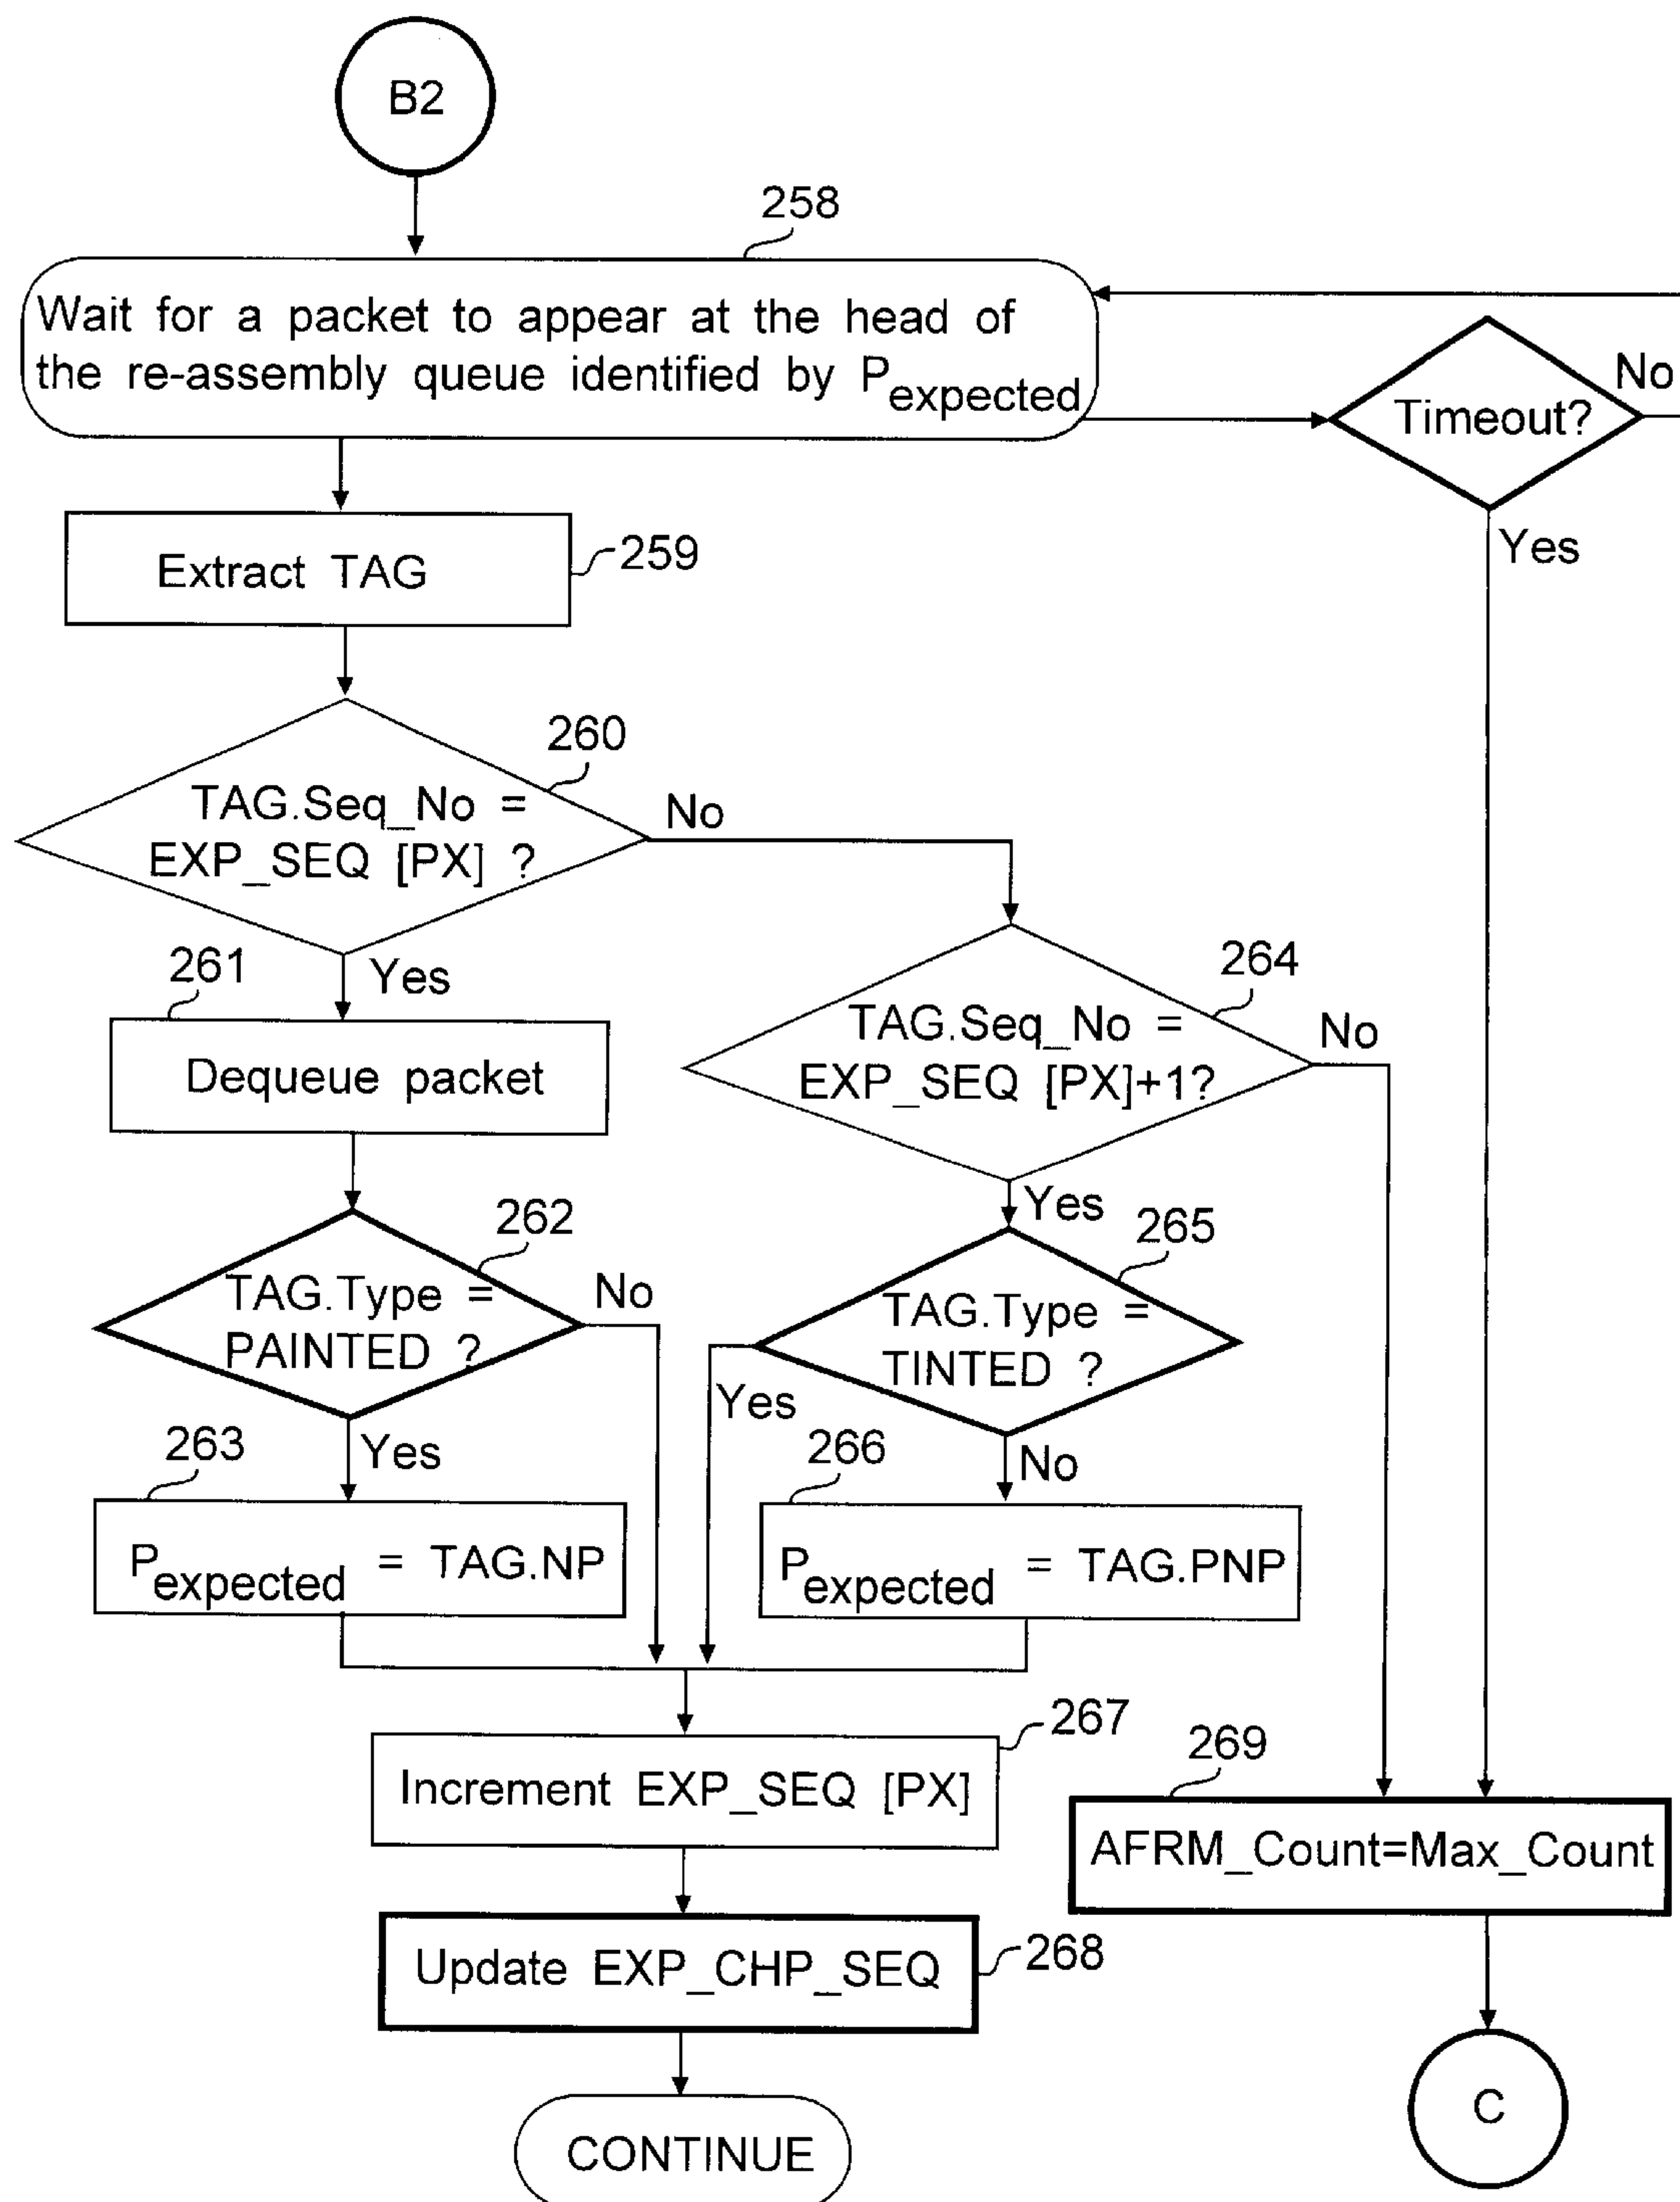 B2
258
Wait for a packet to appear at the head of
the re-assembly queue identified by Pexpected
No
Timeout?
Yes
Extract TAG
259
260
TAG.Seq_No =
EXP_SEQ [PX] ?
No
261
Yes
264
TAG.Seq_No =
EXP_SEQ [PX]+1?
No
Dequeue packet
262
Yes
265
TAG.Type =
PAINTED ?
No
TAG.Type =
TINTED ?
Yes
263
Yes
266
No
Pexpected = TAG.NP
Pexpected = TAG.PNP
267
Increment EXP_SEQ [PX]
269
AFRM_Count=Max_Count
Update EXP_CHP_SEQ
268
C
CONTINUE